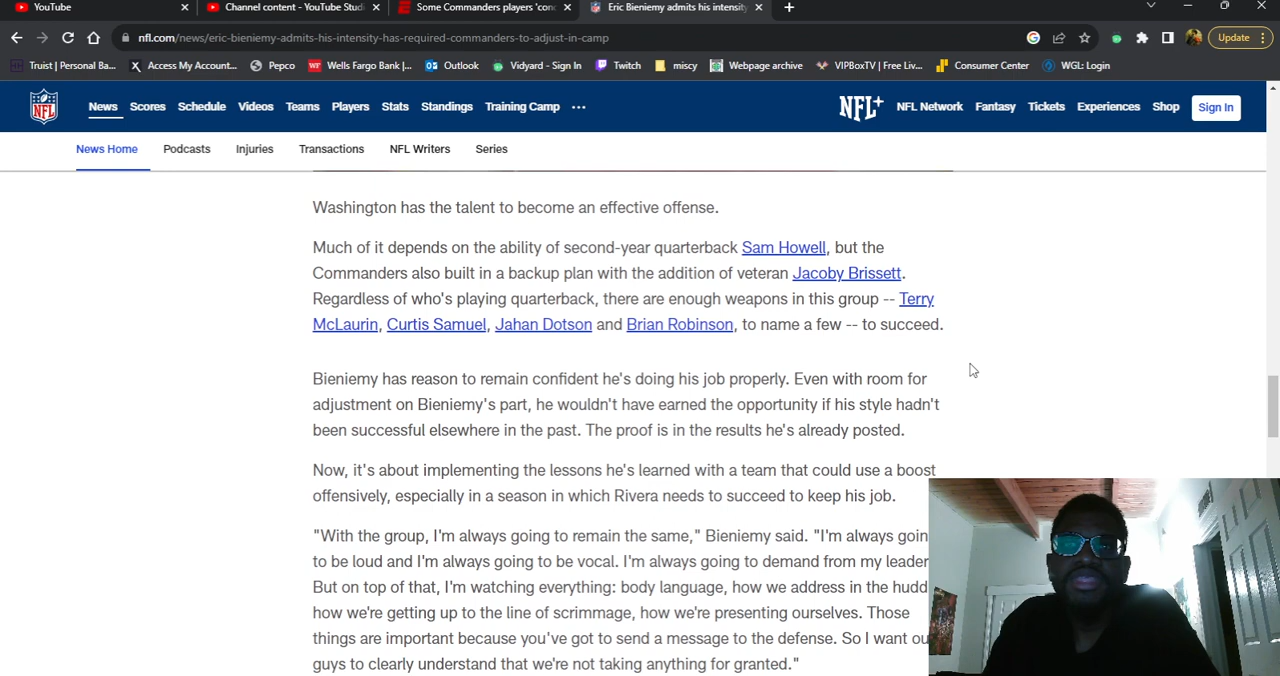 YouTube
Channel content - YouTube Studi
Some Commanders players 'conc
Eric Bieniemy admits his intensity
nfl.com/news/eric-bieniemy-admits-his-intensity-has-required-commanders-to-adjust-in-camp
Update
Truist | Personal Ba...
Access My Account...
Pepco
Wells Fargo Bank |...
Outlook
Vidyard - Sign In
Twitch
miscy
Webpage archive
VIPBoxTV | Free Liv...
Consumer Center
WGL: Login
NFL
News Scores Schedule Videos Teams Players Stats Standings Training Camp ...
NFL+ NFL Network Fantasy Tickets Experiences Shop Sign In
News Home Podcasts Injuries Transactions NFL Writers Series
Washington has the talent to become an effective offense.
Much of it depends on the ability of second-year quarterback Sam Howell, but the
Commanders also built in a backup plan with the addition of veteran Jacoby Brissett.
Regardless of who's playing quarterback, there are enough weapons in this group -- Terry
McLaurin, Curtis Samuel, Jahan Dotson and Brian Robinson, to name a few -- to succeed.
Bieniemy has reason to remain confident he's doing his job properly. Even with room for
adjustment on Bieniemy's part, he wouldn't have earned the opportunity if his style hadn't
been successful elsewhere in the past. The proof is in the results he's already posted.
Now, it's about implementing the lessons he's learned with a team that could use a boost
offensively, especially in a season in which Rivera needs to succeed to keep his job.
"With the group, I'm always going to remain the same," Bieniemy said. "I'm always goin
to be loud and I'm always going to be vocal. I'm always going to demand from my leader
But on top of that, I'm watching everything: body language, how we address in the hudd
how we're getting up to the line of scrimmage, how we're presenting ourselves. Those
things are important because you've got to send a message to the defense. So I want ou
guys to clearly understand that we're not taking anything for granted."